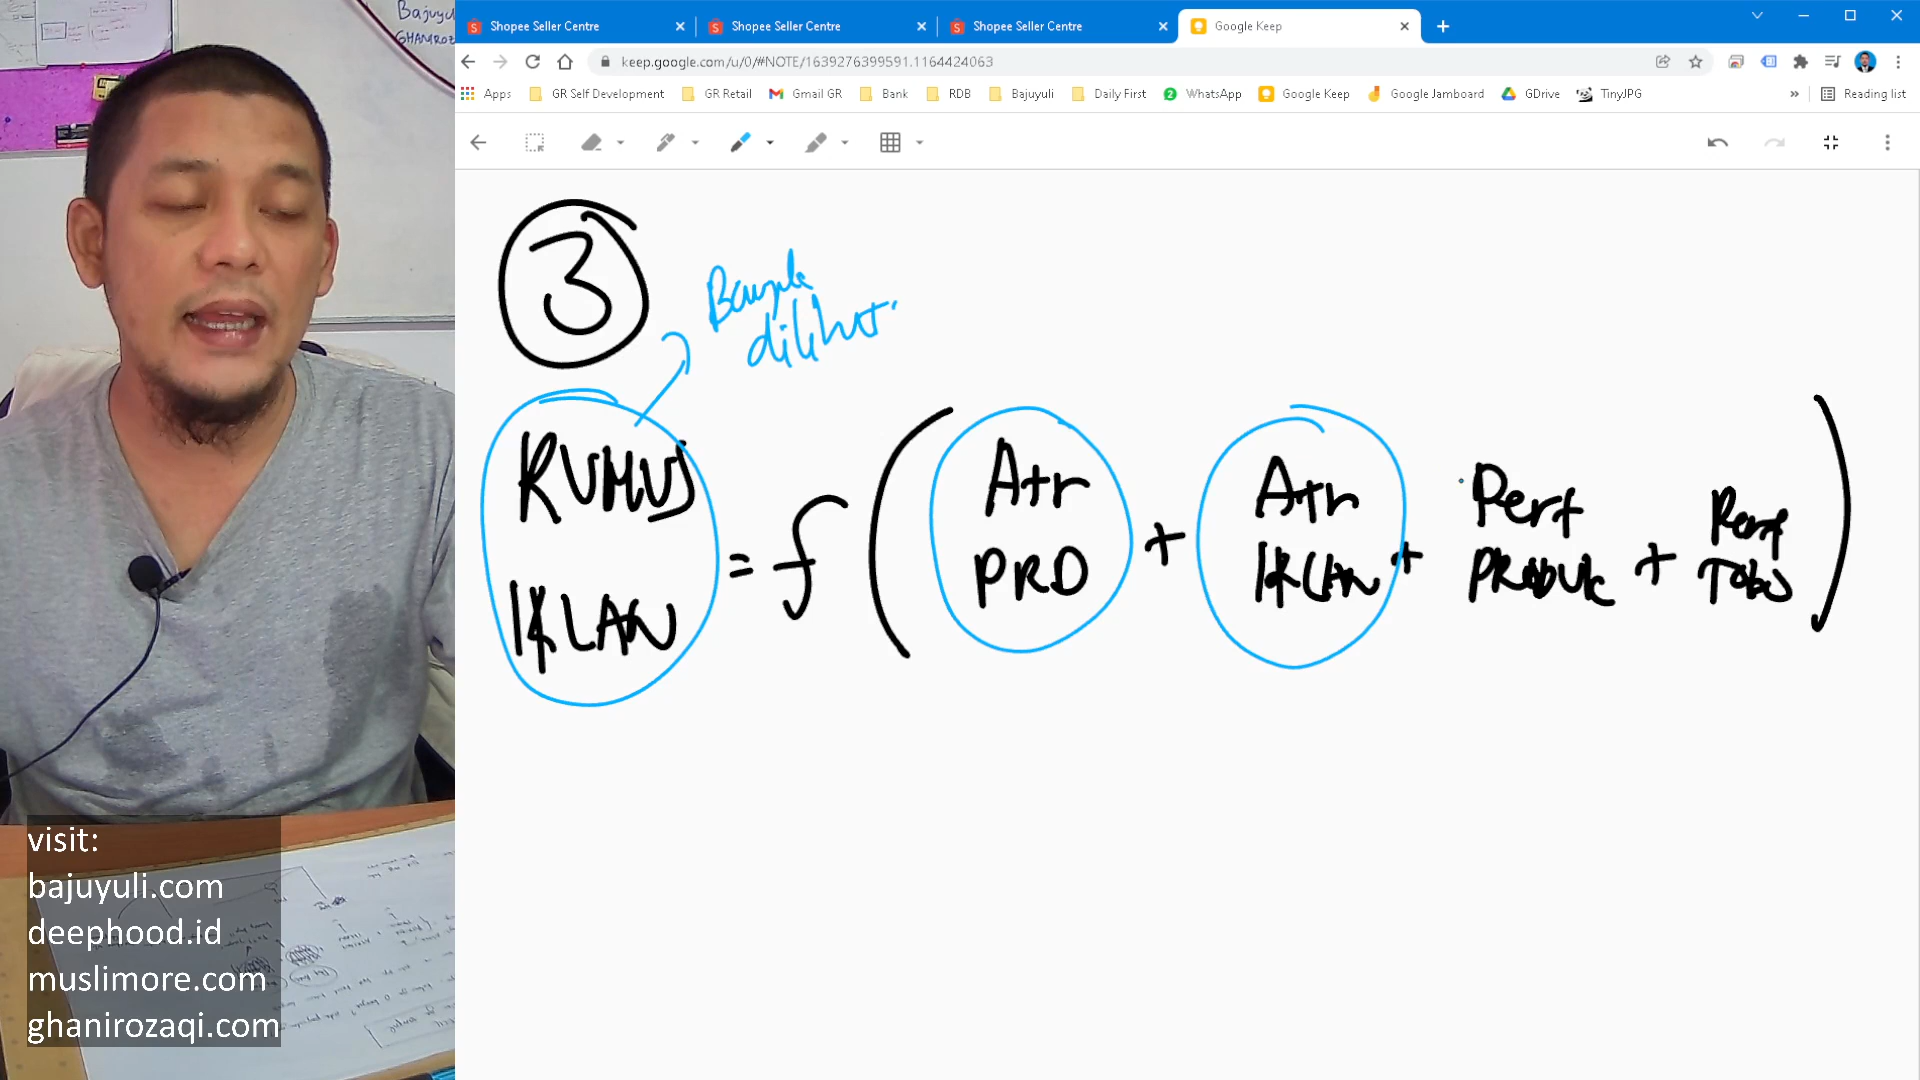 Bajuyu
GHANIROZ
Shopee Seller Centre
Shopee Seller Centre
Shopee Seller Centre
Google Keep
keep.google.com/u/0/#NOTE/1639276399591.1164424063
Apps
GR Self Development
GR Retail
Gmail GR
Bank
RDB
Bajuyuli
Daily First
WhatsApp
Google Keep
Google Jamboard
GDrive
TinyJPG
»
Reading list
3
Banyak
dilihat
RUMUS
IKLAN
= f (
Atr
PRD
+
Atr
IKLAN
+
Perf
PRODUK
+
Perf
TOKO
)
visit:
bajuyuli.com
deephood.id
muslimore.com
ghanirozaqi.com